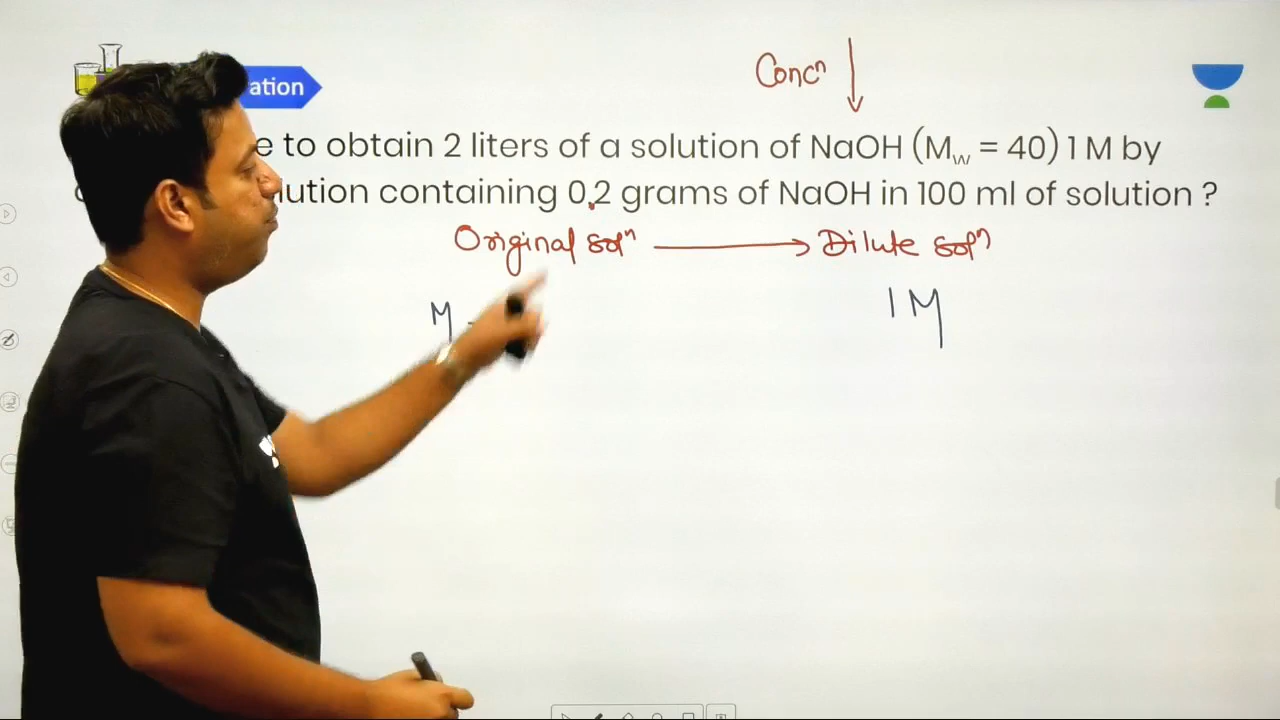 ation
Concⁿ
e to obtain 2 liters of a solution of NaOH (Mw = 40) 1 M by
lution containing 0.2 grams of NaOH in 100 ml of solution ?
Original solⁿ Dilute solⁿ
M 1 M